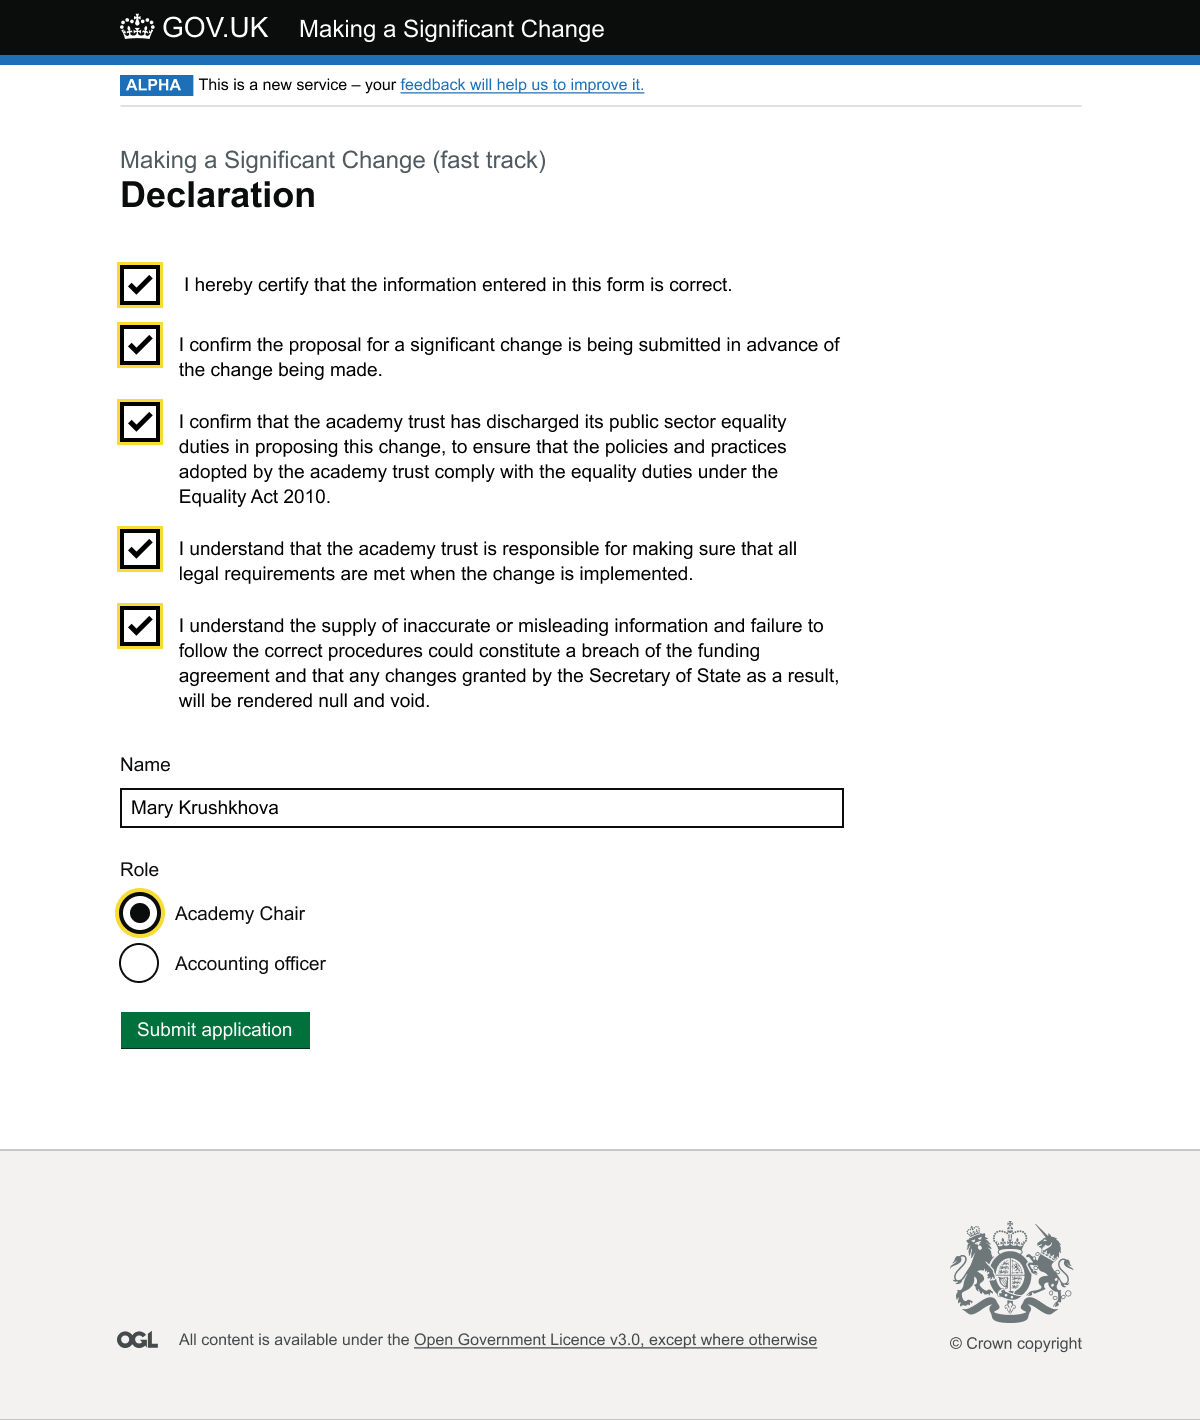 GOV.UK Making a Significant Change
ALPHA This is a new service – your feedback will help us to improve it.
Making a Significant Change (fast track)
Declaration
I hereby certify that the information entered in this form is correct.
I confirm the proposal for a significant change is being submitted in advance of
the change being made.
I confirm that the academy trust has discharged its public sector equality
duties in proposing this change, to ensure that the policies and practices
adopted by the academy trust comply with the equality duties under the
Equality Act 2010.
I understand that the academy trust is responsible for making sure that all
legal requirements are met when the change is implemented.
I understand the supply of inaccurate or misleading information and failure to
follow the correct procedures could constitute a breach of the funding
agreement and that any changes granted by the Secretary of State as a result,
will be rendered null and void.
Name
Mary Krushkhova
Role
Academy Chair
Accounting officer
Submit application
OGL All content is available under the Open Government Licence v3.0, except where otherwise
© Crown copyright